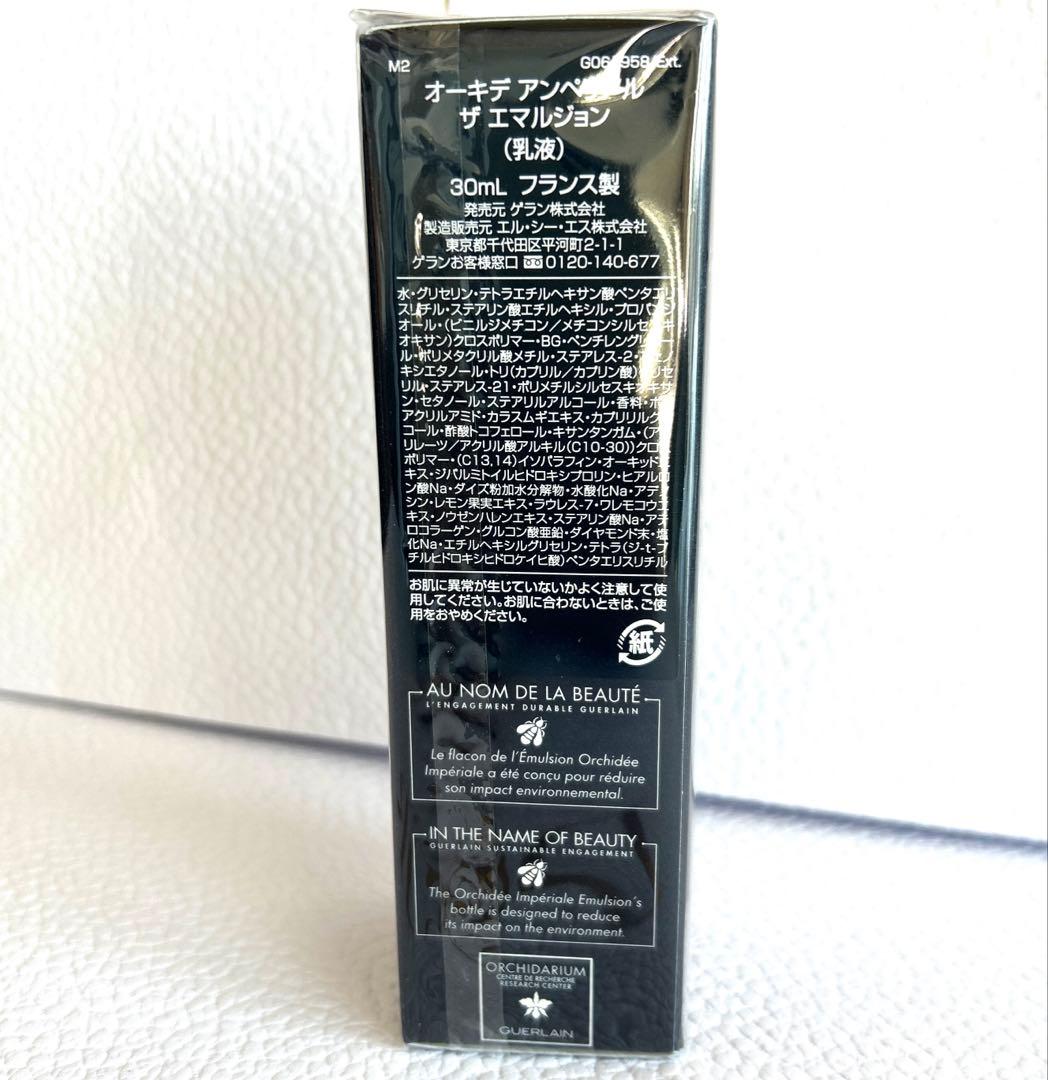 M2
オーキデ アンペリアル
ザ エマルジョン
(乳液)
30mL フランス製
発売元 ゲラン株式会社
製造販売元 エル・シー・エス株式会社
東京都千代田区平河町2-1-1
ゲランお客様窓口 0120-140-677
水・グリセリン・テトラエチルヘキサン酸ペンタエリ
スリチル・ステアリン酸エチルヘキシル・プロパンジ
オール・(ビニルジメチコン/メチコンシルセスキ
オキサン)クロスポリマー・BG・ペンチレングリコー
ル・ポリメタクリル酸メチル・ステアレス-2・フェノ
キシエタノール・トリ(カプリル/カプリン酸)グリセ
リル・ステアレス-21・ポリメチルシルセスキオキサ
ン・セタノール・ステアリルアルコール・香料・ポリ
アクリルアミド・カラスムギエキス・カプリリルグリ
コール・酢酸トコフェロール・キサンタンガム・(アク
リレーツ/アクリル酸アルキル(C10-30))クロス
ポリマー・(C13,14)イソパラフィン・オーキッドエ
キス・ジパルミトイルヒドロキシプロリン・ヒアルロ
ン酸Na・ダイズ粉加水分解物・水酸化Na・アデノ
シン・レモン果実エキス・ラウレス-7・ワレモコウエ
キス・ノウゼンハレンエキス・ステアリン酸Na・アテ
ロコラーゲン・グルコン酸亜鉛・ダイヤモンド末・塩
化Na・エチルヘキシルグリセリン・テトラ(ジ-t-ブ
チルヒドロキシヒドロケイヒ酸)ペンタエリスリチル
お肌に異常が生じていないかよく注意して使
用してください。お肌に合わないときは、ご使
用をおやめください。
紙
AU NOM DE LA BEAUTÉ
L'ENGAGEMENT DURABLE GUERLAIN
Le flacon de l'Émulsion Orchidée
Impériale a été conçu pour réduire
son impact environnemental.
IN THE NAME OF BEAUTY
GUERLAIN SUSTAINABLE ENGAGEMENT
The Orchidée Impériale Emulsion's
bottle is designed to reduce
its impact on the environment.
ORCHIDARIUM
CENTRE DE RECHERCHE
RESEARCH CENTER
GUERLAIN